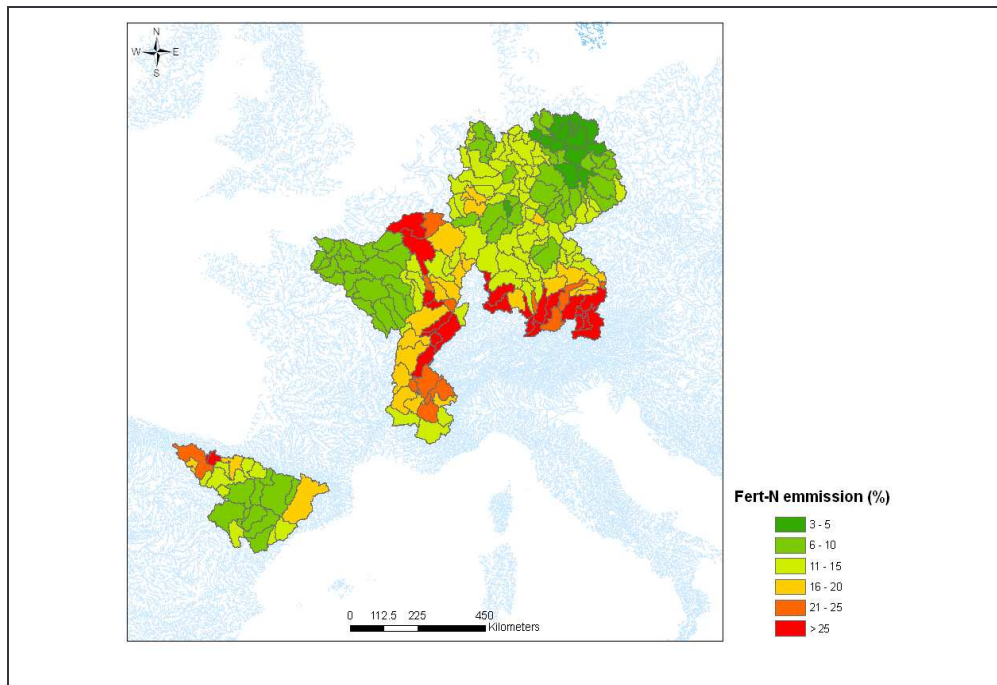 N
W E
S
Fert-N emmission (%)
3 - 5
6 - 10
11 - 15
16 - 20
21 - 25
> 25
0 112.5 225 450
Kilometers